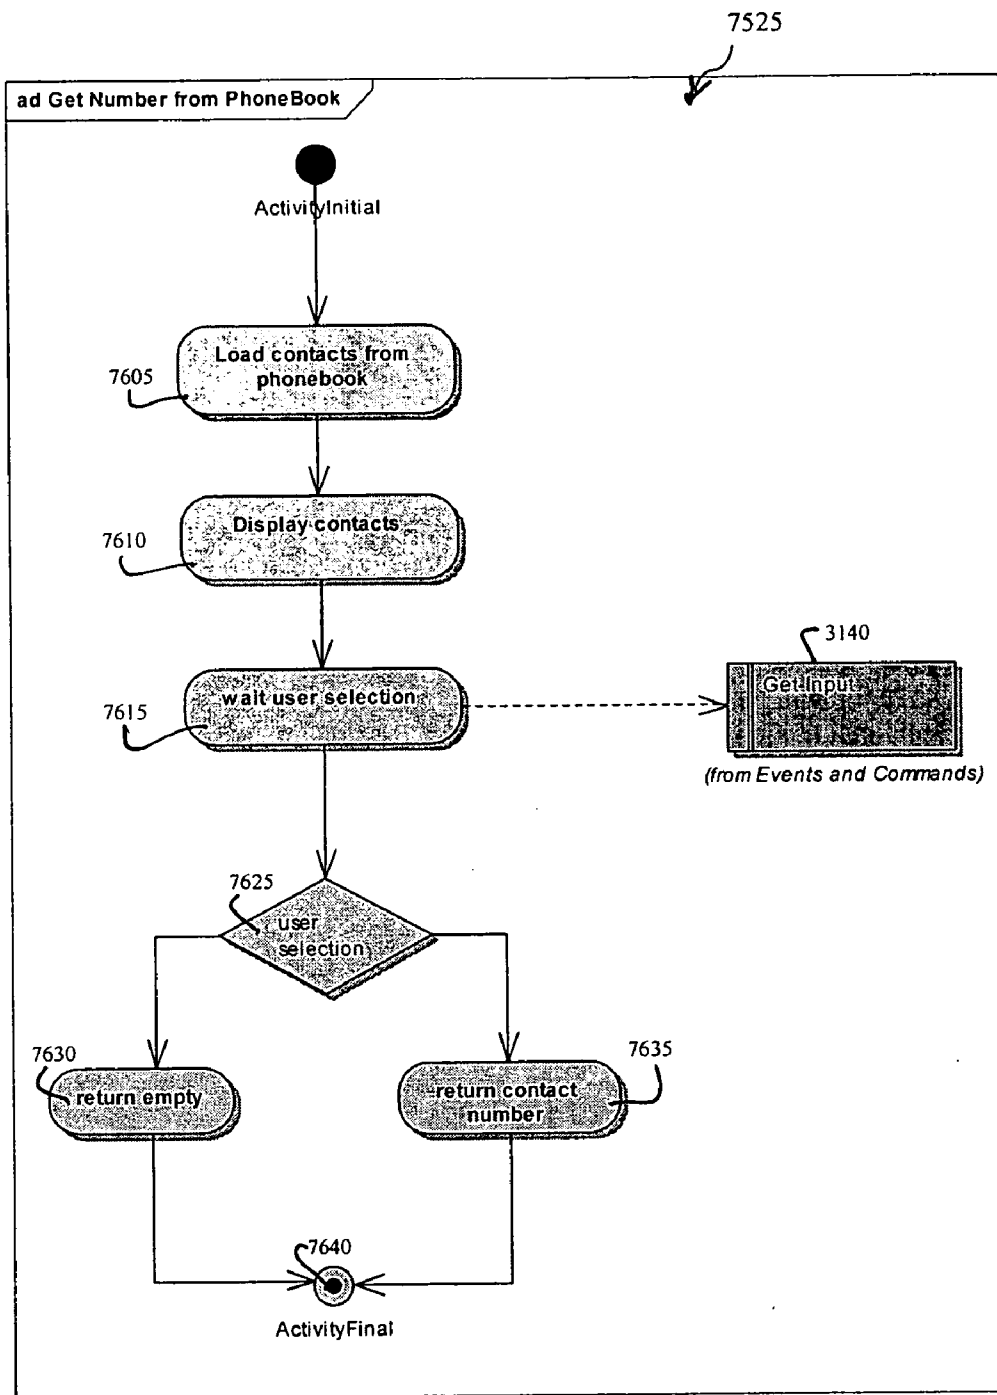 7525
ad Get Number from PhoneBook
ActivityInitial
Load contacts from
phonebook
7605
Display contacts
7610
3140
Get Input
wait user selection
7615
(from Events and Commands)
7625
user
selection
7630
return empty
7635
return contact
number
7640
ActivityFinal